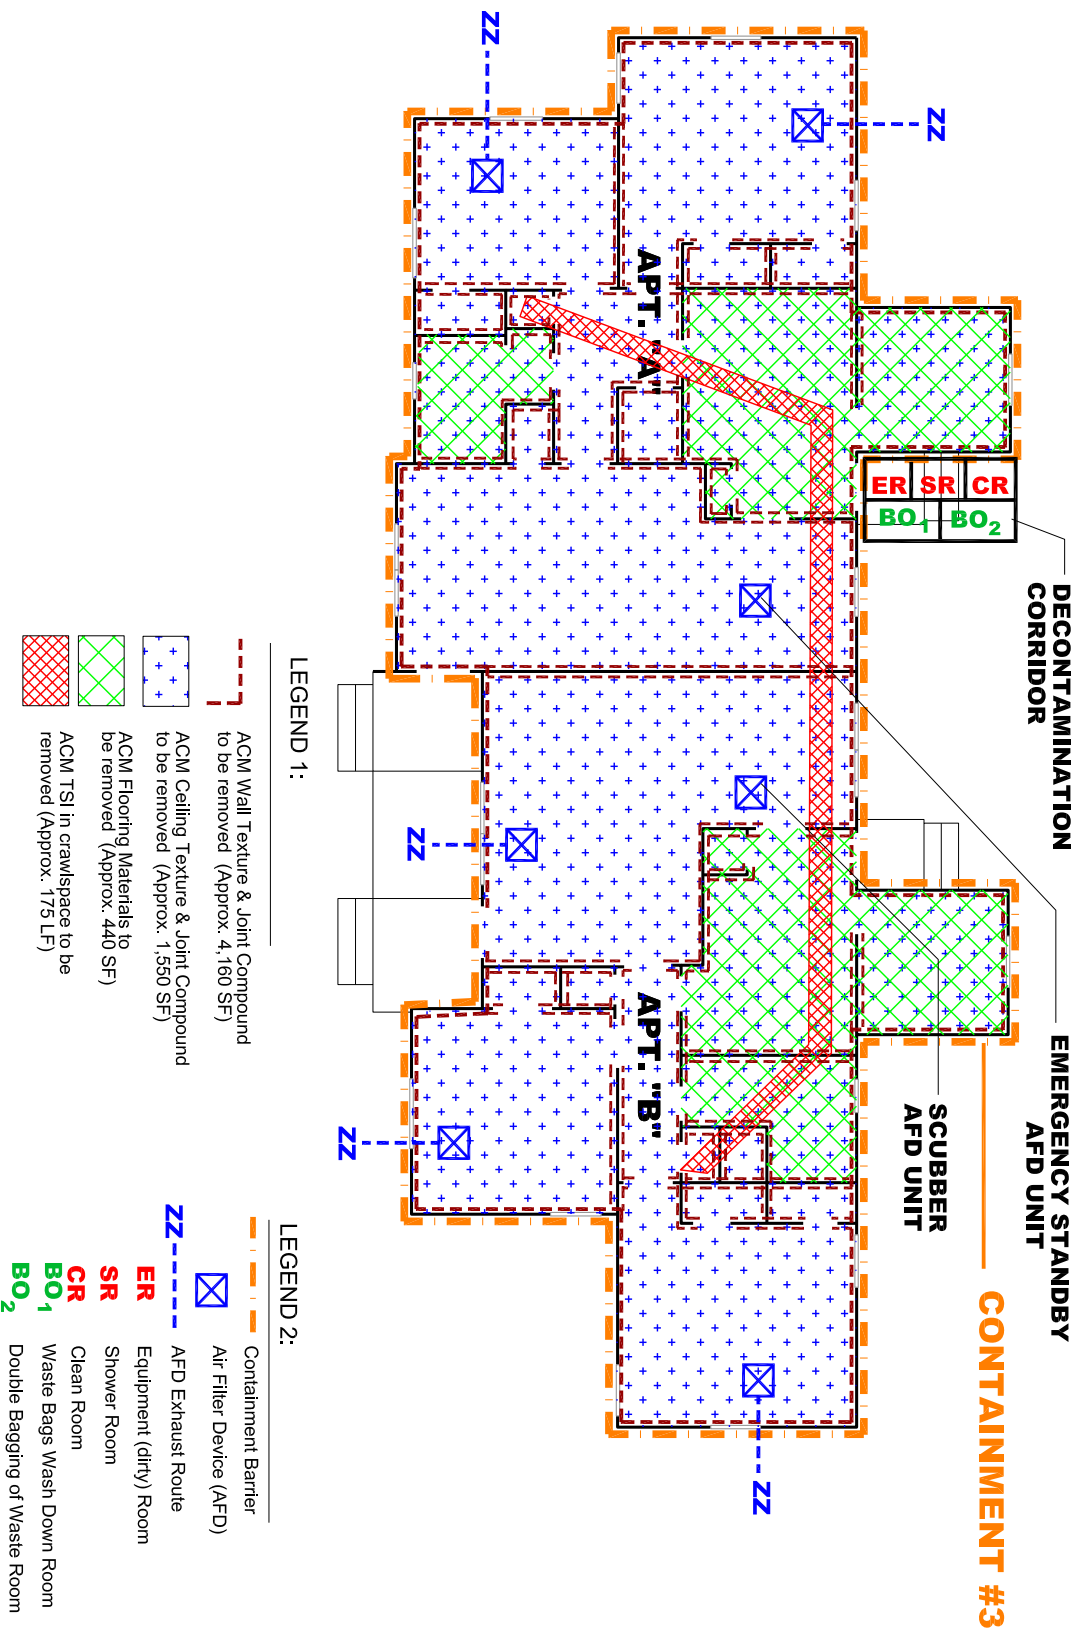 CONTAINMENT #3
EMERGENCY STANDBY
AFD UNIT
DECONTAMINATION
CORRIDOR
SCUBBER
AFD UNIT
ER
SR
CR
BO1
BO2
ZZ
ZZ
ZZ
ZZ
ZZ
APT. "A"
APT. "B"
LEGEND 1:
ACM Wall Texture & Joint Compound
to be removed (Approx. 4,160 SF)
ACM Ceiling Texture & Joint Compound
to be removed (Approx. 1,550 SF)
ACM Flooring Materials to
be removed (Approx. 440 SF)
ACM TSI in crawlspace to be
removed (Approx. 175 LF)
LEGEND 2:
Containment Barrier
Air Filter Device (AFD)
ZZ AFD Exhaust Route
ER Equipment (dirty) Room
SR Shower Room
CR Clean Room
BO1 Waste Bags Wash Down Room
BO2 Double Bagging of Waste Room